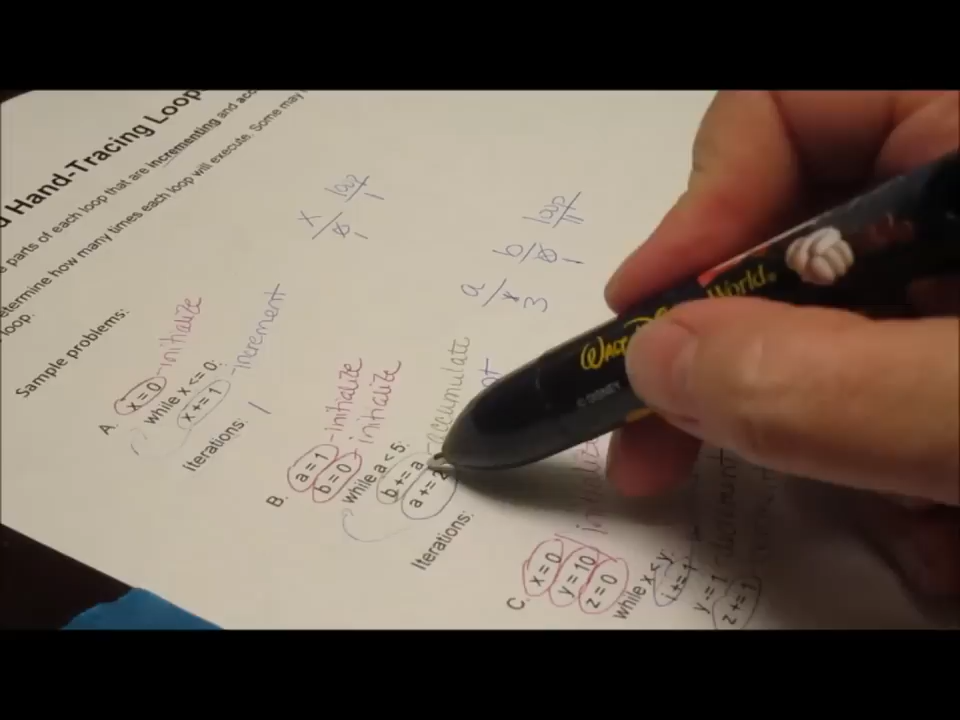 Hand-Tracing Loop
parts of each loop that are incrementing and acc
determine how many times each loop will execute. Some may
loop.
Sample problems:
A. x = 0 - initialize
while x <= 0:
x += 1 - increment
Iterations: 1
x loop
0 1
1
B. a = 1 - initialize
b = 0 - initialize
while a < 5:
b += a - accumulate
a += 2
Iterations:
a b loop
1 0 11
3 1
C. x = 0
y = 10
z = 0
while x < y:
i += 1
y -= 1
z += 1
World®
© DISNEY